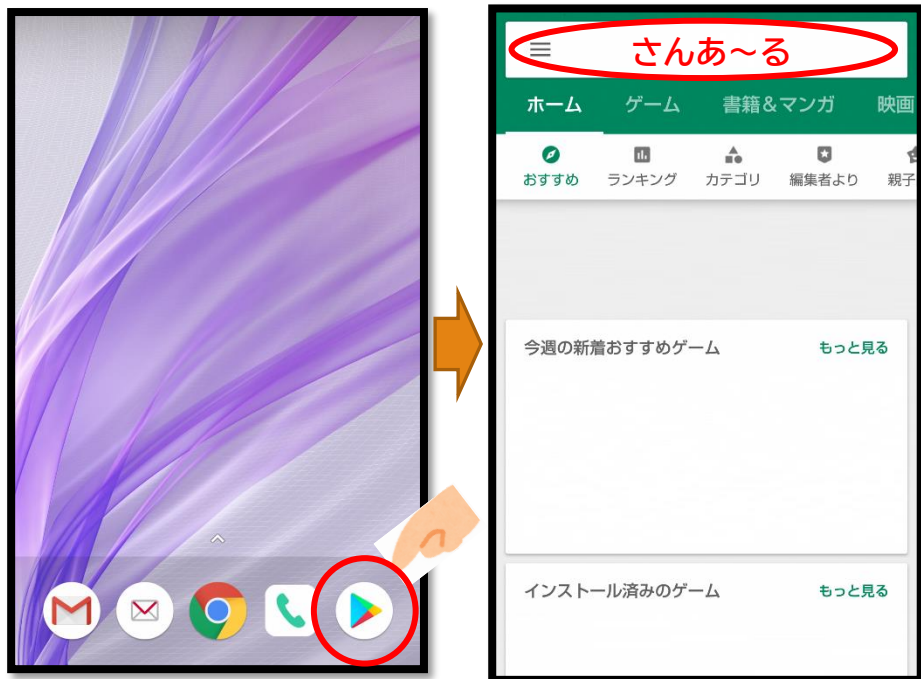 さんあ～る
ホーム ゲーム 書籍&マンガ 映画
おすすめ ランキング カテゴリ 編集者より 親子
今週の新着おすすめゲーム もっと見る
インストール済みのゲーム もっと見る